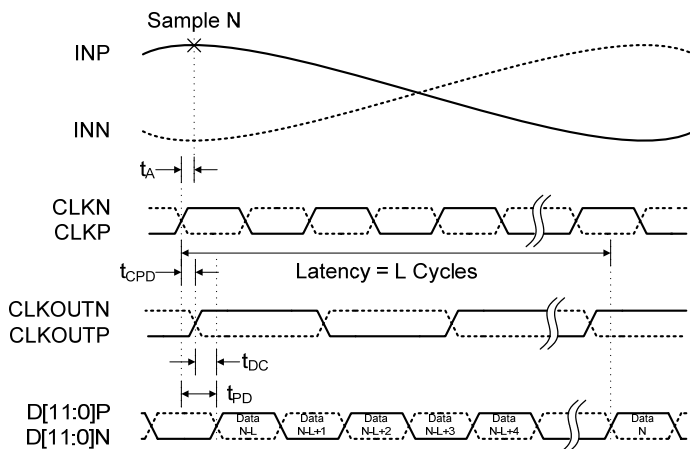 Sample N
INP
INN
tA
CLKN
CLKP
tCPD
Latency = L Cycles
CLKOUTN
CLKOUTP
tDC
tPD
D[11:0]P
D[11:0]N
Data
N-L
Data
N-L+1
Data
N-L+2
Data
N-L+3
Data
N-L+4
Data
N